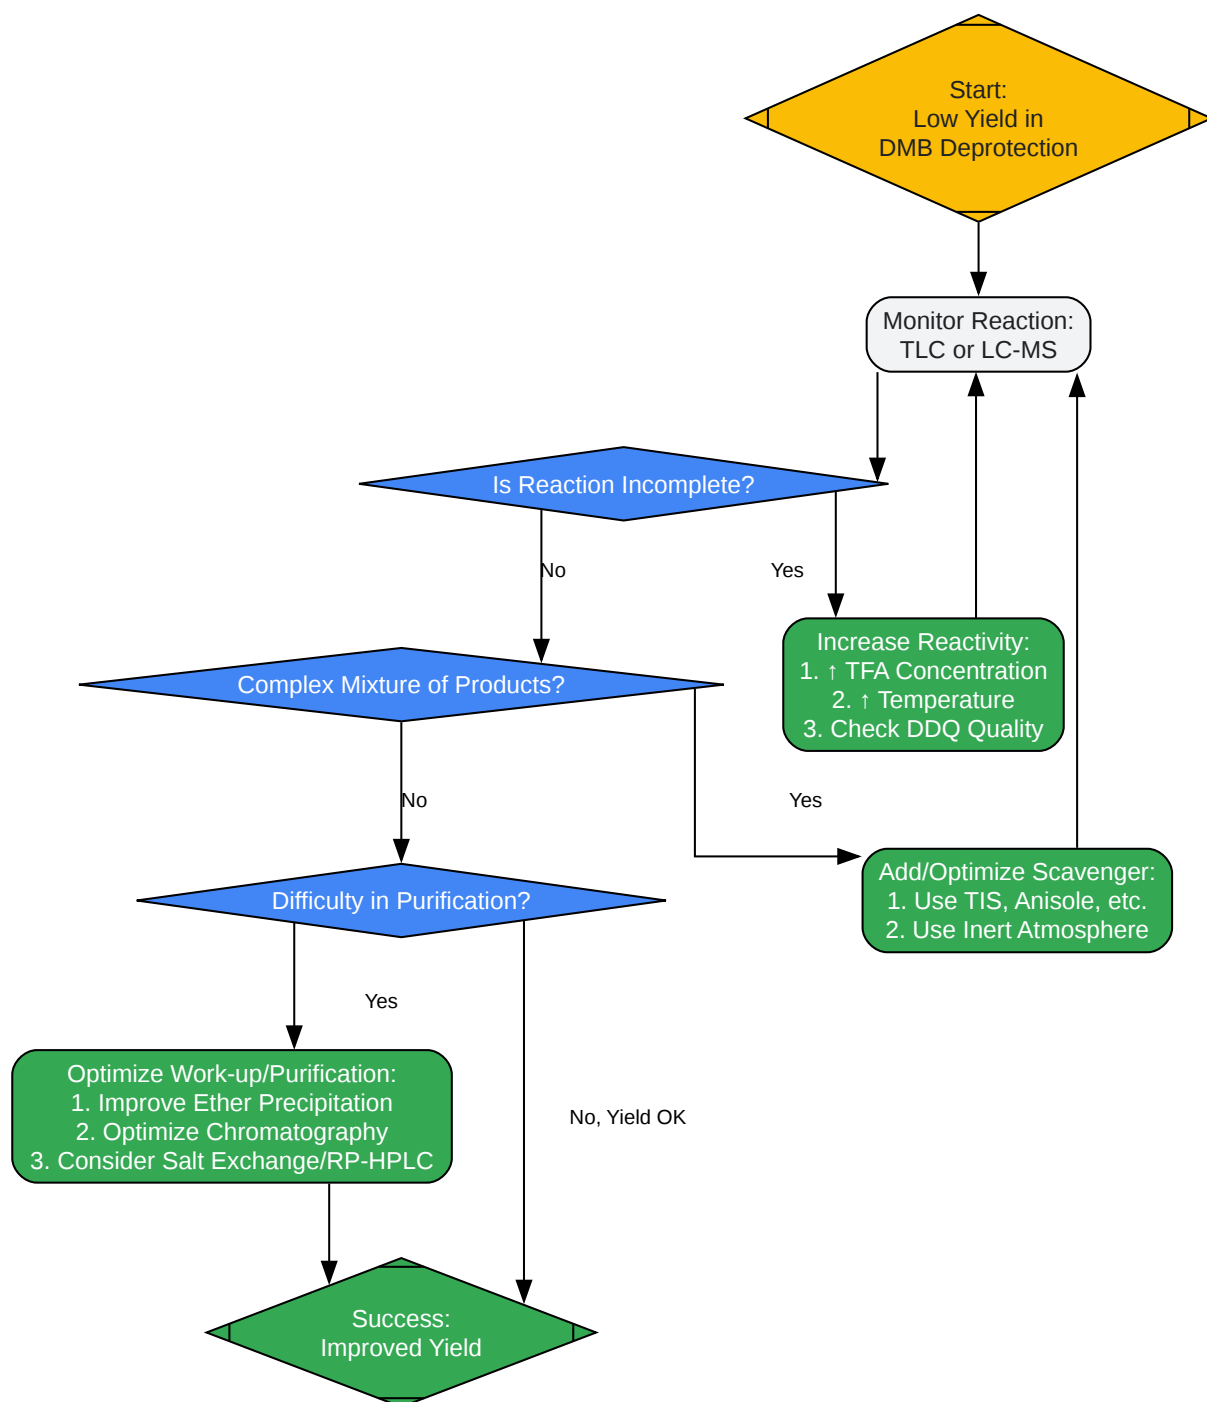 Start:
Low Yield in
DMB Deprotection
Monitor Reaction:
TLC or LC-MS
Is Reaction Incomplete?
No
Yes
Increase Reactivity:
1. ↑ TFA Concentration
2. ↑ Temperature
3. Check DDQ Quality
Complex Mixture of Products?
No
Yes
Add/Optimize Scavenger:
1. Use TIS, Anisole, etc.
2. Use Inert Atmosphere
Difficulty in Purification?
Yes
No, Yield OK
Optimize Work-up/Purification:
1. Improve Ether Precipitation
2. Optimize Chromatography
3. Consider Salt Exchange/RP-HPLC
Success:
Improved Yield